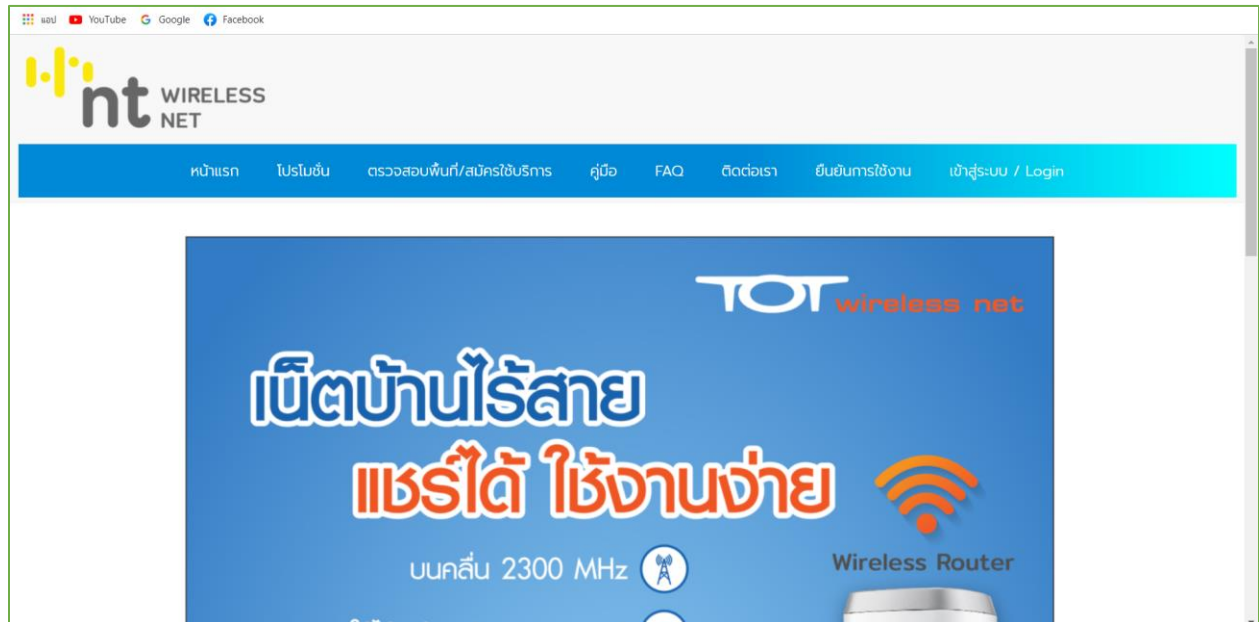 แอป YouTube Google Facebook
nt WIRELESS
NET
หน้าแรก โปรโมชั่น ตรวจสอบพื้นที่/สมัครใช้บริการ คู่มือ FAQ ติดต่อเรา ยืนยันการใช้งาน เข้าสู่ระบบ / Login
TOT wireless net
เน็ตบ้านไร้สาย
แชร์ได้ ใช้งานง่าย
บนคลื่น 2300 MHz
Wireless Router